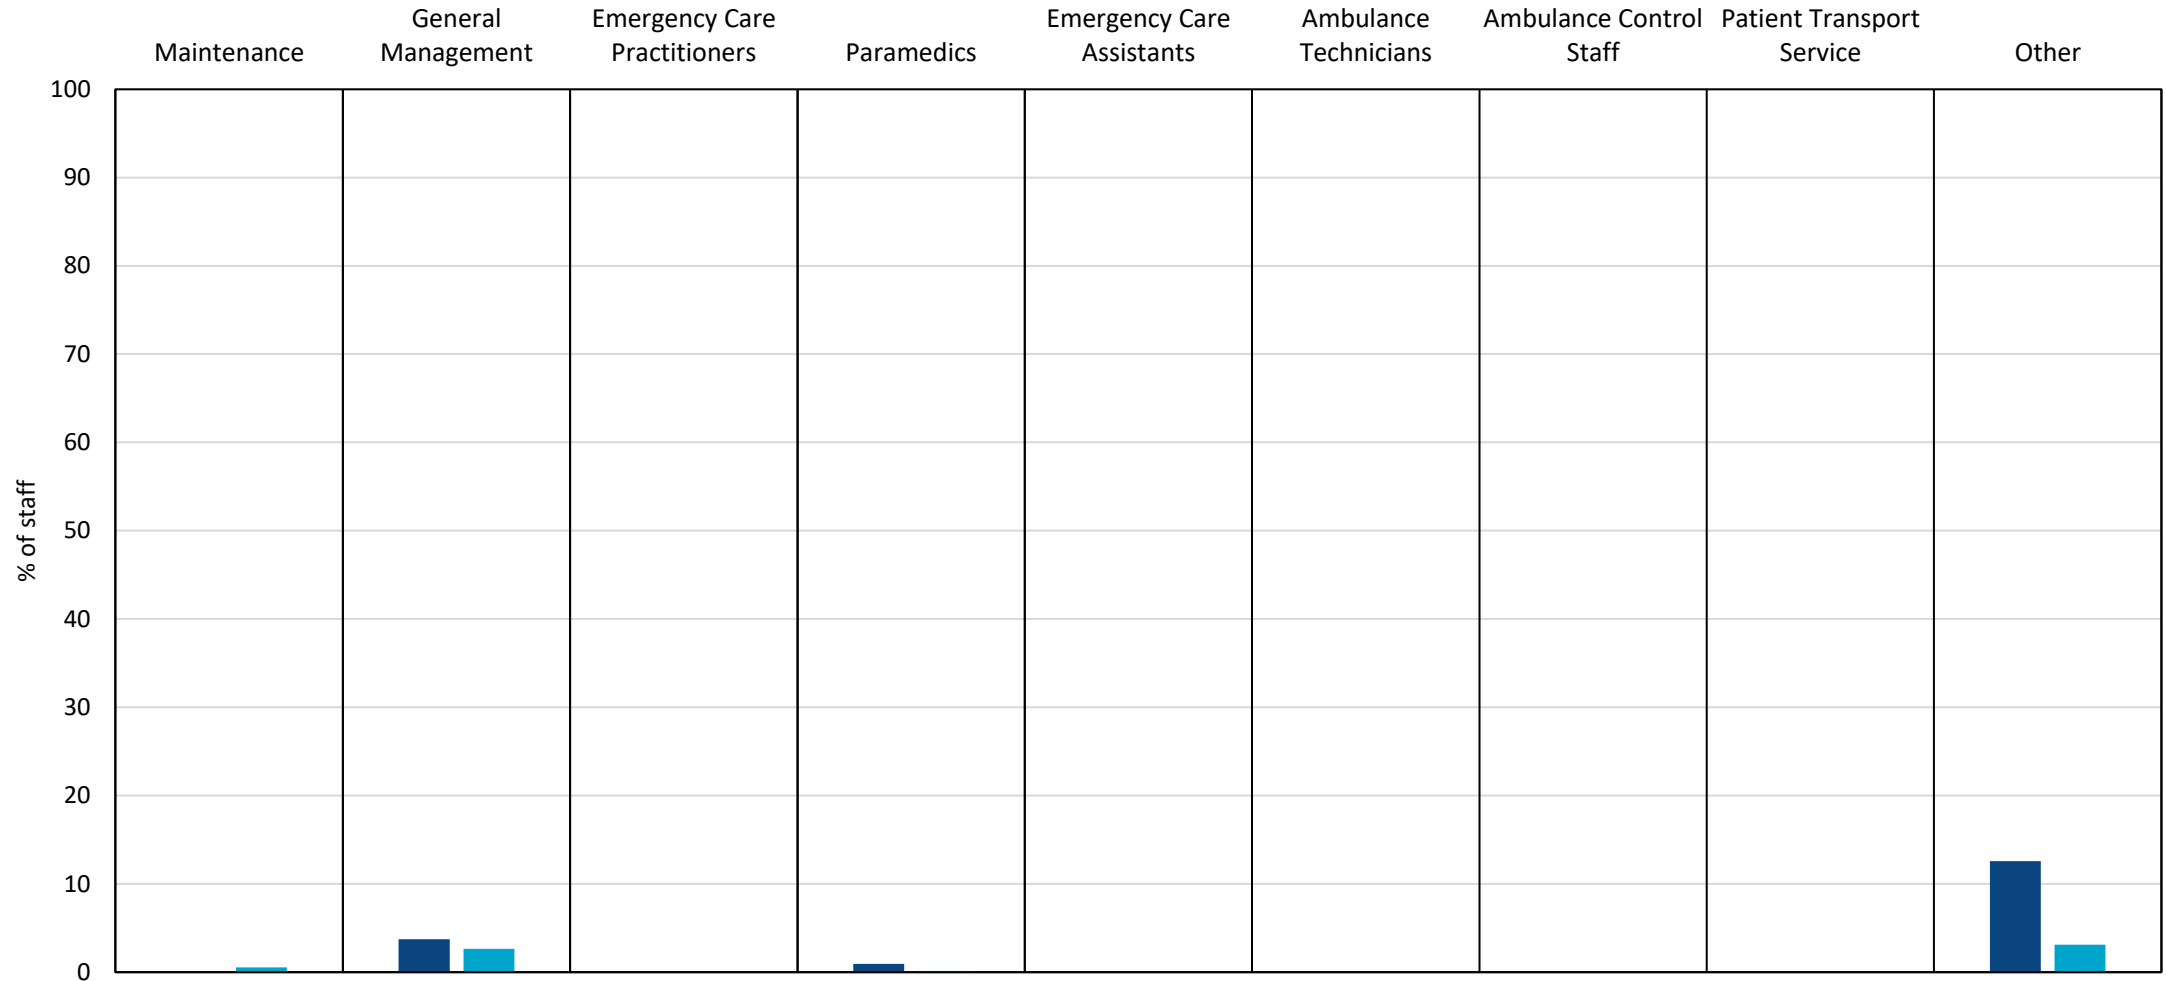 Maintenance
General
Management
Emergency Care
Practitioners
Paramedics
Emergency Care
Assistants
Ambulance
Technicians
Ambulance Control
Staff
Patient Transport
Service
Other
% of staff
100
90
80
70
60
50
40
30
20
10
0